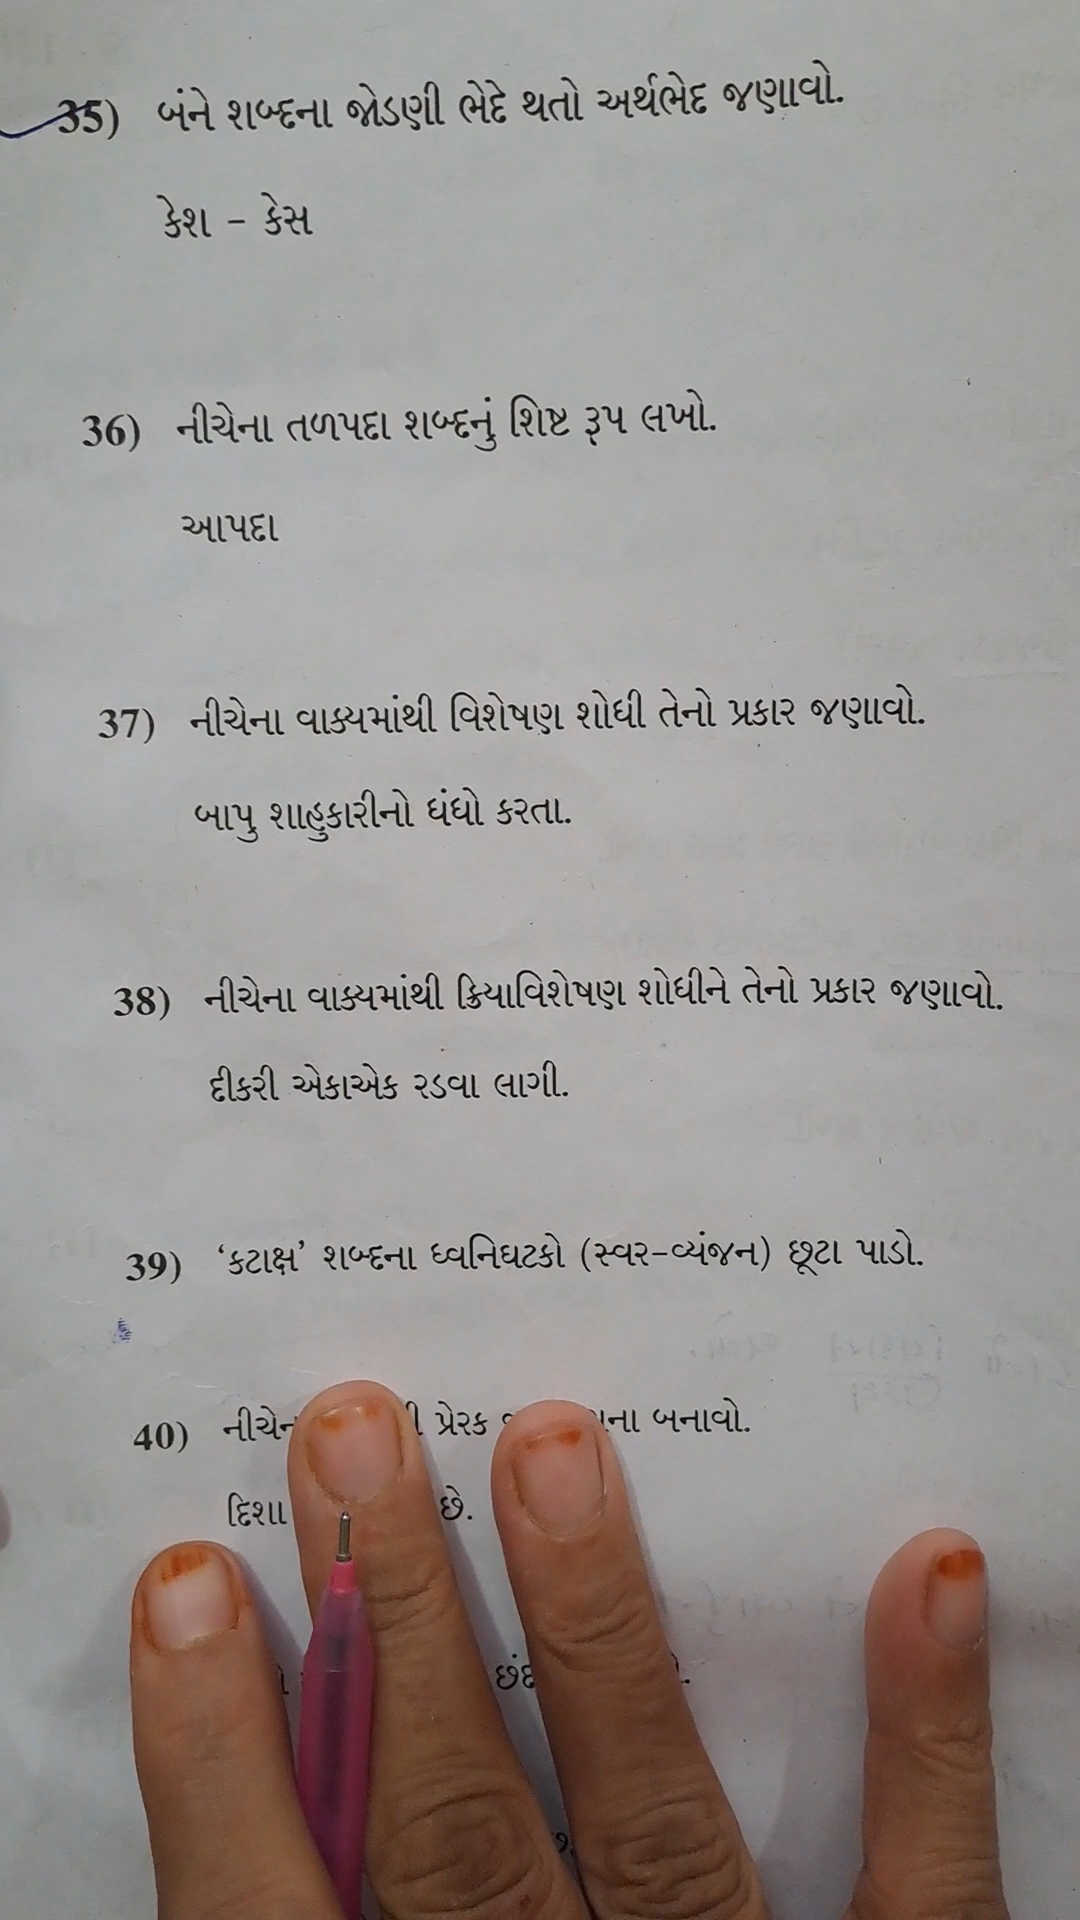 35) બંને શબ્દના જોડણી ભેદે થતો અર્થભેદ જણાવો.
કેશ – કેસ
36) નીચેના તળપદા શબ્દનું શિષ્ટ રૂપ લખો.
આપદા
37) નીચેના વાક્યમાંથી વિશેષણ શોધી તેનો પ્રકાર જણાવો.
બાપુ શાહુકારીનો ધંધો કરતા.
38) નીચેના વાક્યમાંથી ક્રિયાવિશેષણ શોધીને તેનો પ્રકાર જણાવો.
દીકરી એકાએક રડવા લાગી.
39) ‘કટાક્ષ’ શબ્દના ધ્વનિઘટકો (સ્વર–વ્યંજન) છૂટા પાડો.
40) પ્રેરક બનાવો.
દિશા છે.